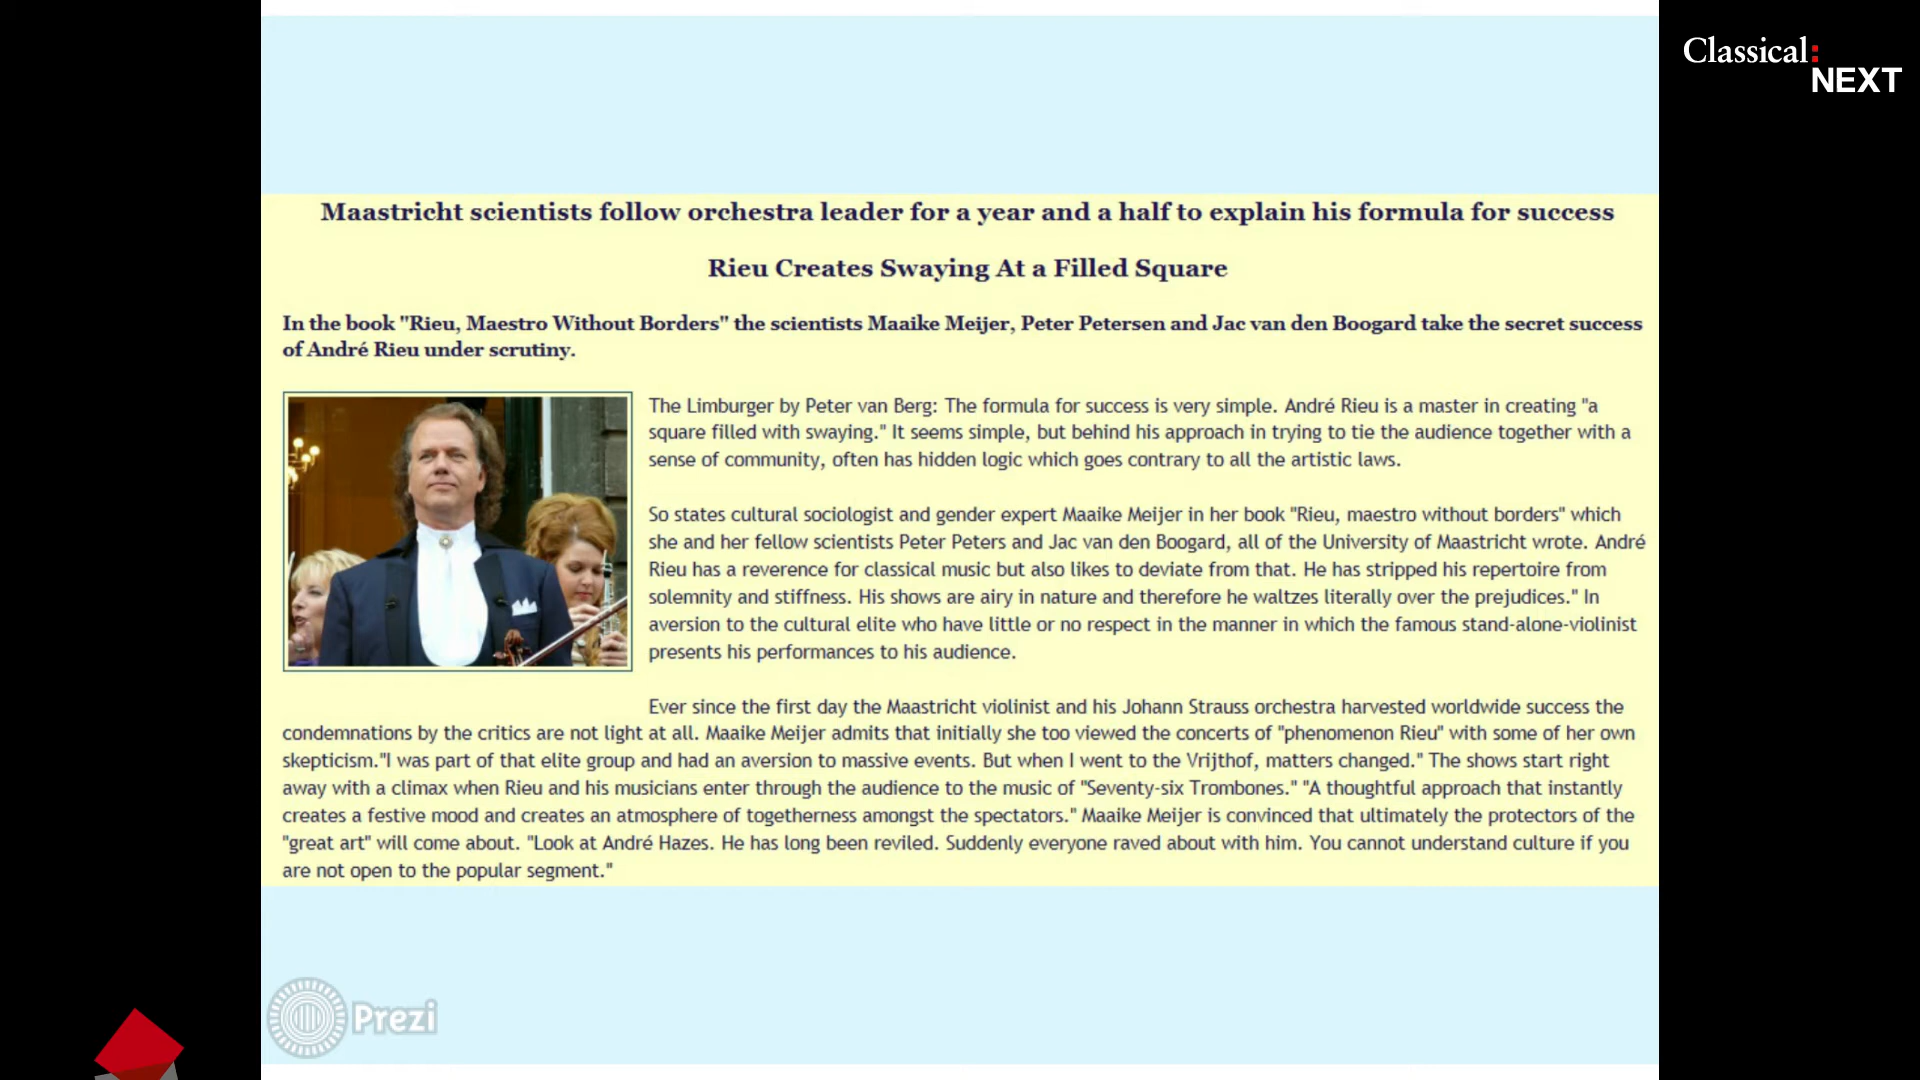 Classical:
NEXT
Maastricht scientists follow orchestra leader for a year and a half to explain his formula for success
Rieu Creates Swaying At a Filled Square
In the book "Rieu, Maestro Without Borders" the scientists Maaike Meijer, Peter Petersen and Jac van den Boogard take the secret success
of André Rieu under scrutiny.
The Limburger by Peter van Berg: The formula for success is very simple. André Rieu is a master in creating "a
square filled with swaying." It seems simple, but behind his approach in trying to tie the audience together with a
sense of community, often has hidden logic which goes contrary to all the artistic laws.
So states cultural sociologist and gender expert Maaike Meijer in her book "Rieu, maestro without borders" which
she and her fellow scientists Peter Peters and Jac van den Boogard, all of the University of Maastricht wrote. André
Rieu has a reverence for classical music but also likes to deviate from that. He has stripped his repertoire from
solemnity and stiffness. His shows are airy in nature and therefore he waltzes literally over the prejudices." In
aversion to the cultural elite who have little or no respect in the manner in which the famous stand-alone-violinist
presents his performances to his audience.
Ever since the first day the Maastricht violinist and his Johann Strauss orchestra harvested worldwide success the
condemnations by the critics are not light at all. Maaike Meijer admits that initially she too viewed the concerts of "phenomenon Rieu" with some of her own
skepticism."I was part of that elite group and had an aversion to massive events. But when I went to the Vrijthof, matters changed." The shows start right
away with a climax when Rieu and his musicians enter through the audience to the music of "Seventy-six Trombones." "A thoughtful approach that instantly
creates a festive mood and creates an atmosphere of togetherness amongst the spectators." Maaike Meijer is convinced that ultimately the protectors of the
"great art" will come about. "Look at André Hazes. He has long been reviled. Suddenly everyone raved about with him. You cannot understand culture if you
are not open to the popular segment."
Prezi